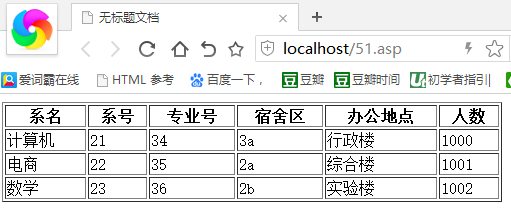 无标题文档
localhost/51.asp
爱词霸在线 HTML 参考 百度一下， 豆瓣 豆瓣时间 初学者指引
系名 系号 专业号 宿舍区 办公地点 人数
计算机 21 34 3a 行政楼 1000
电商 22 35 2a 综合楼 1001
数学 23 36 2b 实验楼 1002